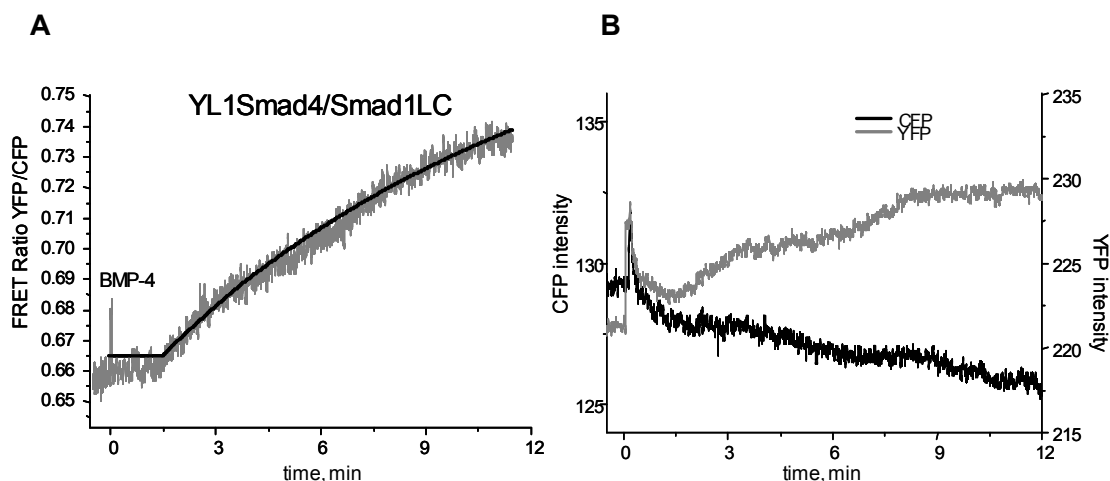 A
B
YL1Smad4/Smad1LC
BMP-4
FRET Ratio YFP/CFP
0.75
0.74
0.73
0.71
0.70
0.69
0.68
0.67
0.66
0.65
0
3
6
9
12
time, min
CFP
YFP
CFP intensity
135
130
125
YFP intensity
235
230
225
220
215
0
3
6
9
12
time, min